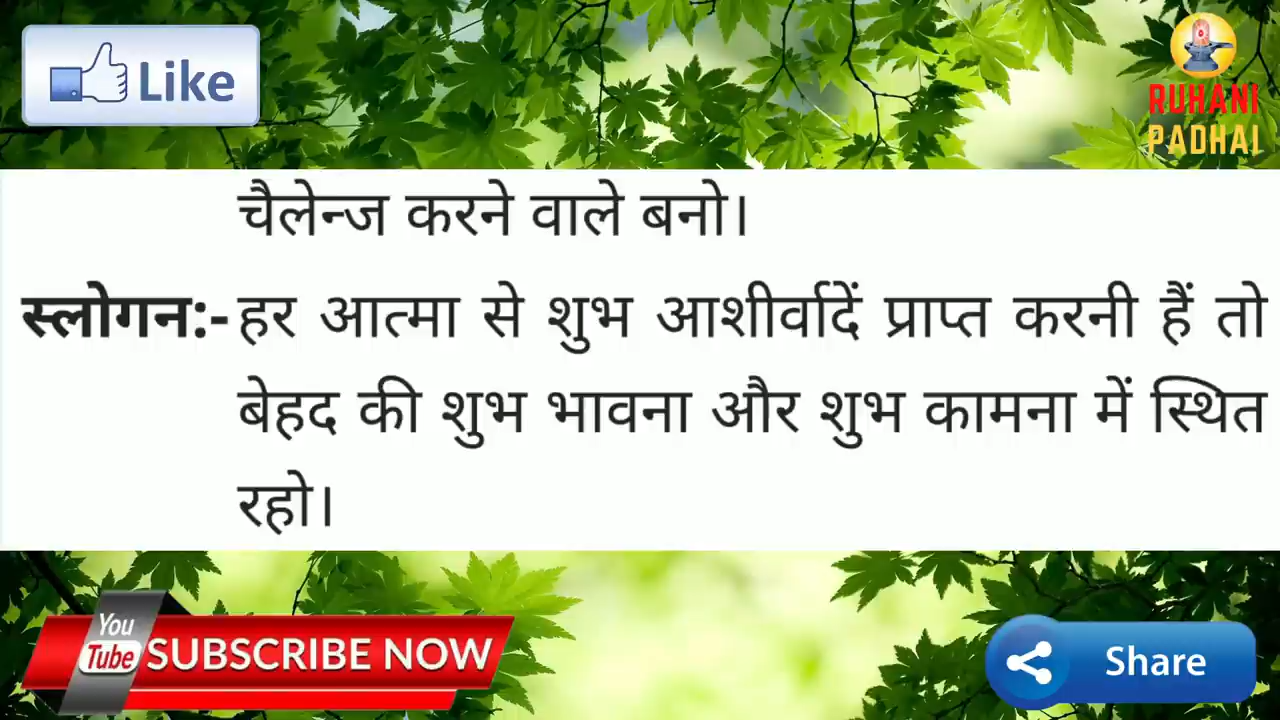 Like
RUHANI
PADHAI
चैलेन्ज करने वाले बनो।
स्लोगन:- हर आत्मा से शुभ आशीर्वादें प्राप्त करनी हैं तो
बेहद की शुभ भावना और शुभ कामना में स्थित
रहो।
You
Tube SUBSCRIBE NOW
Share